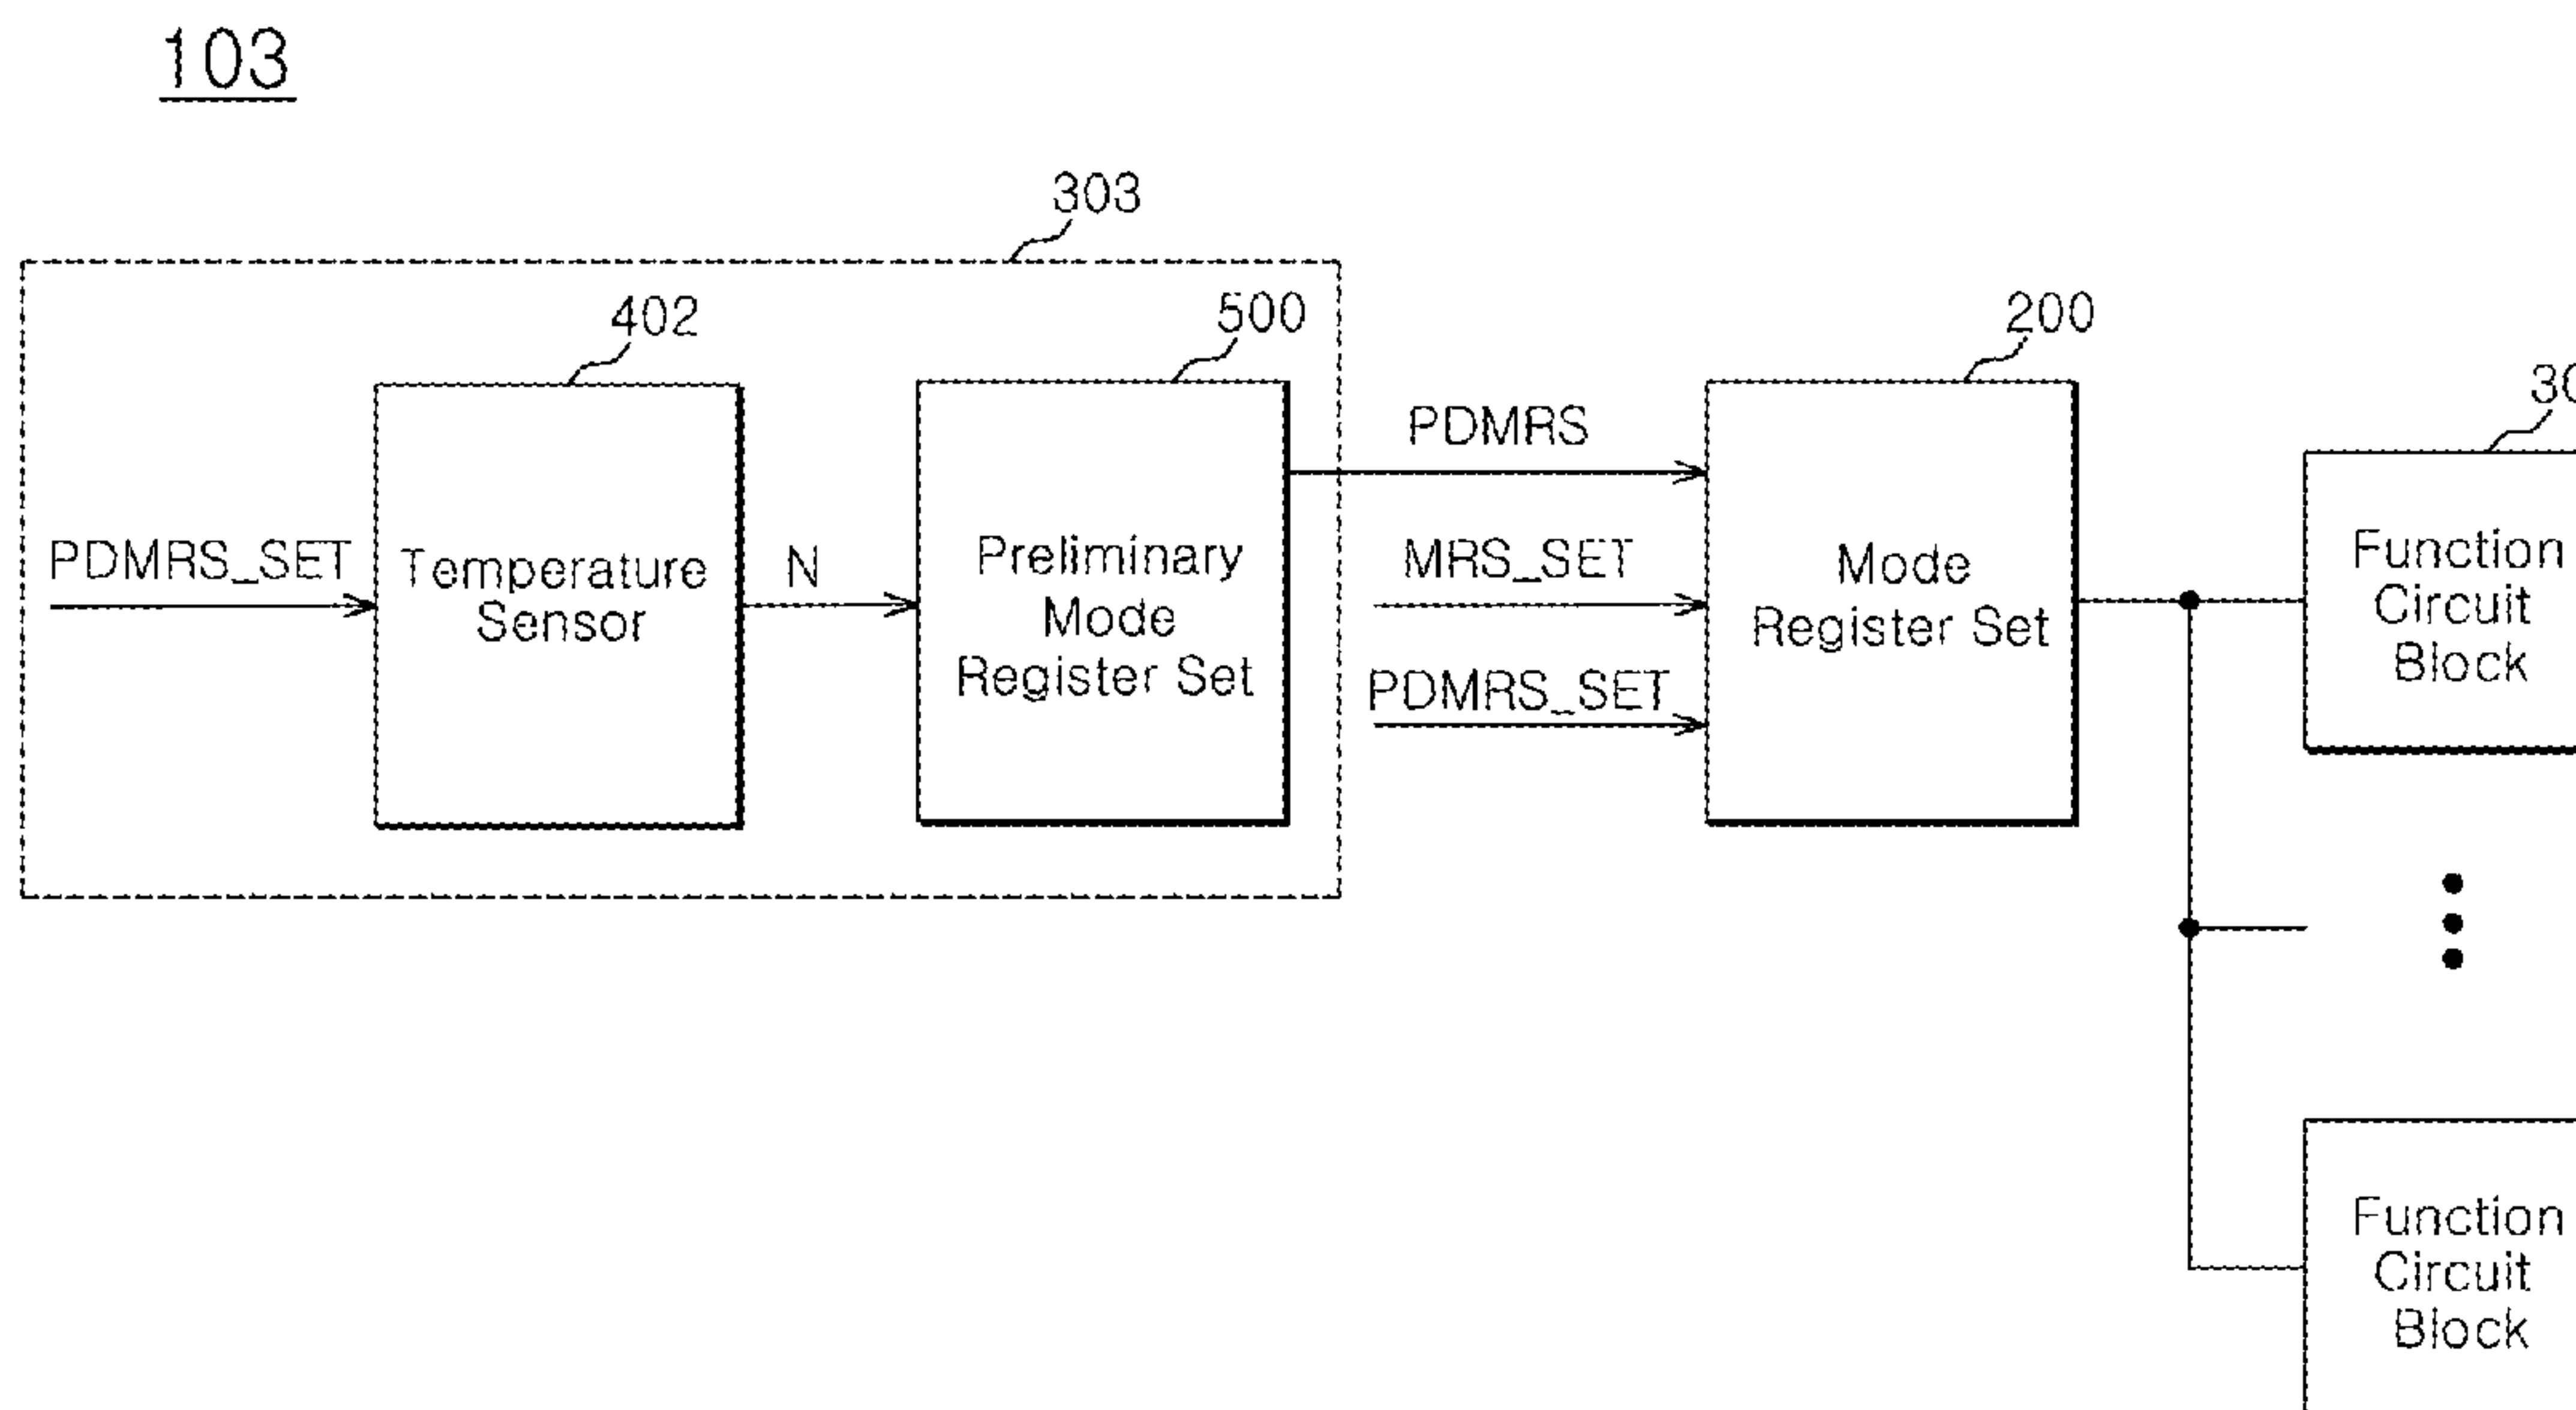 103
303
402
500
200
PDMRS_SET
Temperature
Sensor
N
Preliminary
Mode
Register Set
PDMRS
MRS_SET
PDMRS_SET
Mode
Register Set
Function
Circuit
Block
Function
Circuit
Block